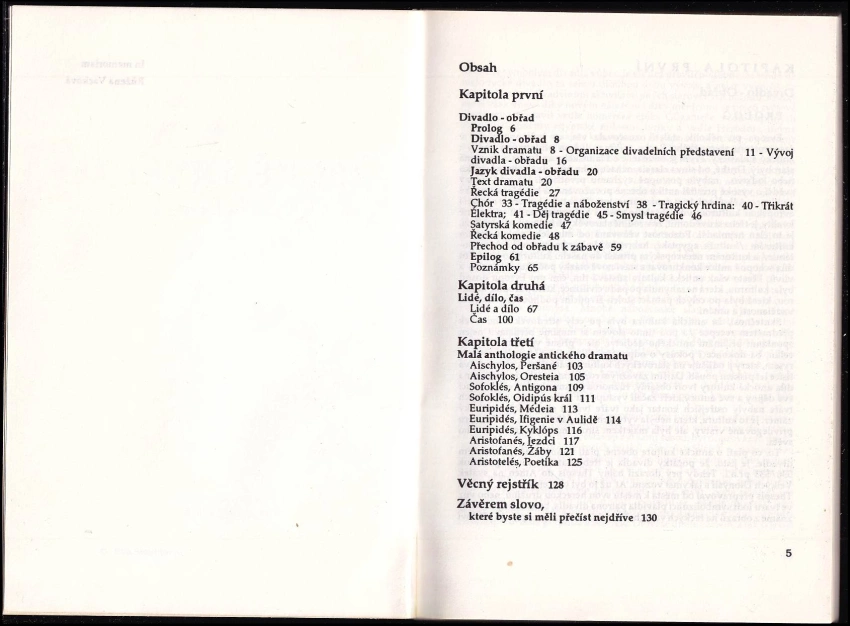 Obsah
Kapitola první
Divadlo - obřad
Prolog 6
Divadlo - obřad 8
Vznik dramatu 8 - Organizace divadelních představení 11 - Vývoj
divadla - obřadu 16
Jazyk divadla - obřadu 20
Text dramatu 20
Řecká tragédie 27
Chór 33 - Tragédie a náboženství 38 - Tragický hrdina: 40 - Třikrát
Élektra; 41 - Děj tragédie 45 - Smysl tragédie 46
Satyrská komedie 47
Řecká komedie 48
Přechod od obřadu k zábavě 59
Epilog 61
Poznámky 65
Kapitola druhá
Lidé, dílo, čas
Lidé a dílo 67
Čas 100
Kapitola třetí
Malá anthologie antického dramatu
Aischylos, Peršané 103
Aischylos, Oresteia 105
Sofoklés, Antigona 109
Sofoklés, Oidipús král 111
Euripidés, Médeia 113
Euripidés, Ifigenie v Aulidě 114
Euripidés, Kyklóps 116
Aristofanés, Jezdci 117
Aristofanés, Žáby 121
Aristotelés, Poetika 125
Věcný rejstřík 128
Závěrem slovo,
které byste si měli přečíst nejdříve 130
5